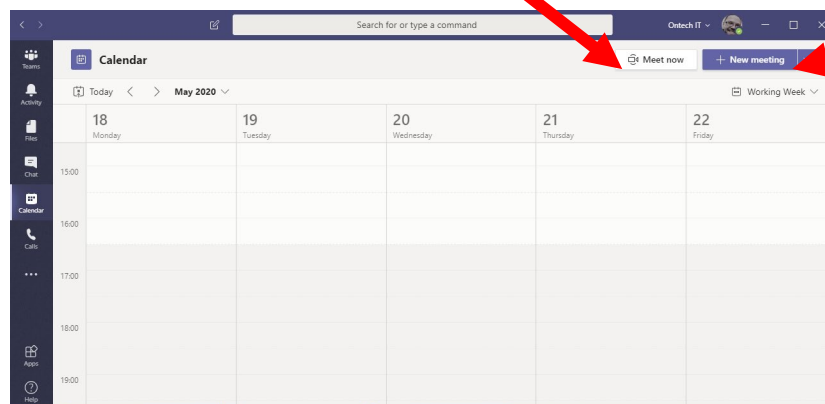 Search for or type a command
Ontech IT
Teams
Activity
Files
Chat
Calendar
Calls
Apps
Help
Calendar
Meet now
+ New meeting
Today
May 2020
Working Week
18
Monday
19
Tuesday
20
Wednesday
21
Thursday
22
Friday
15:00
16:00
17:00
18:00
19:00